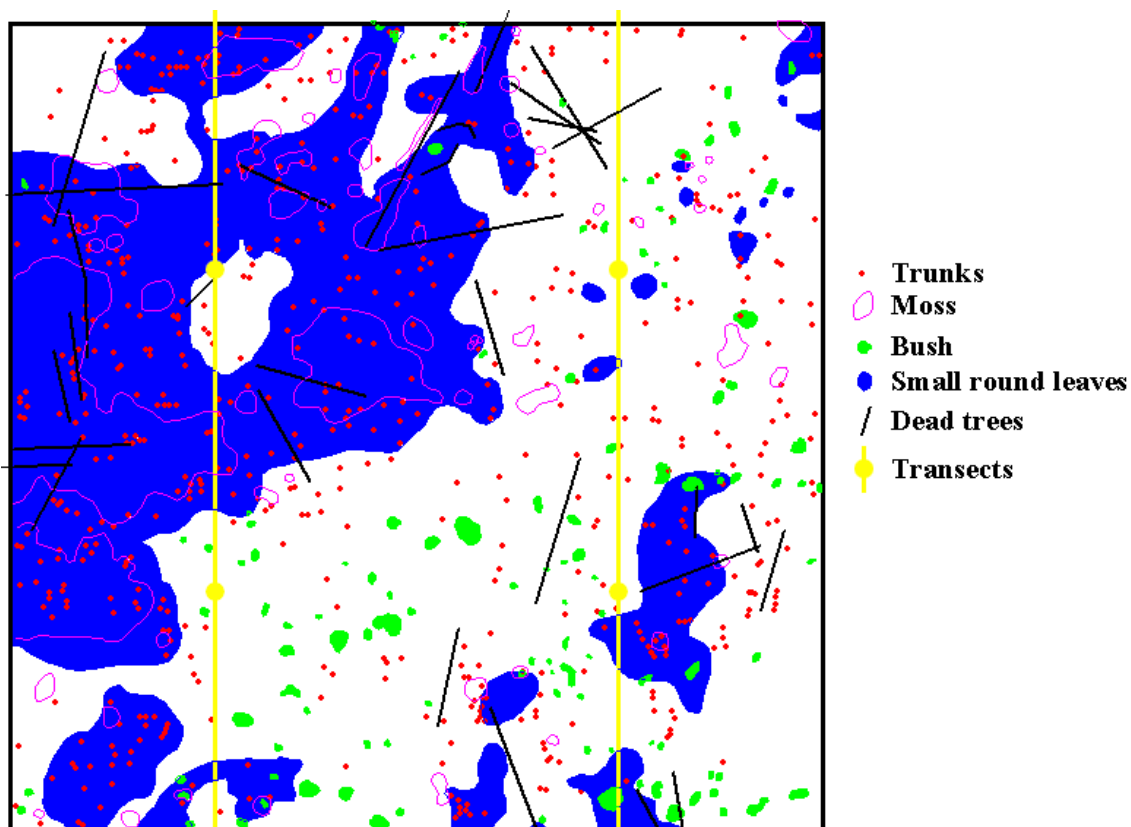 Trunks
Moss
Bush
Small round leaves
Dead trees
Transects